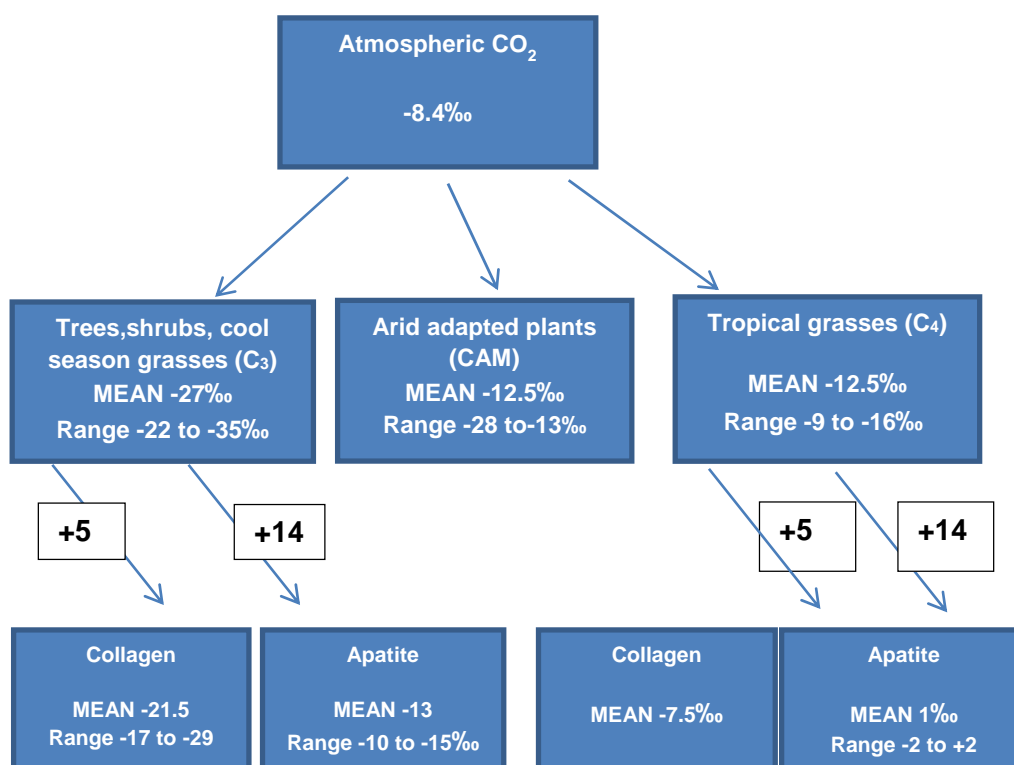 Atmospheric CO2
-8.4‰
Trees,shrubs, cool
season grasses (C3)
MEAN -27‰
Range -22 to -35‰
Arid adapted plants
(CAM)
MEAN -12.5‰
Range -28 to-13‰
Tropical grasses (C4)
MEAN -12.5‰
Range -9 to -16‰
+5
+14
+5
+14
Collagen
MEAN -21.5
Range -17 to -29
Apatite
MEAN -13
Range -10 to -15‰
Collagen
MEAN -7.5‰
Apatite
MEAN 1‰
Range -2 to +2